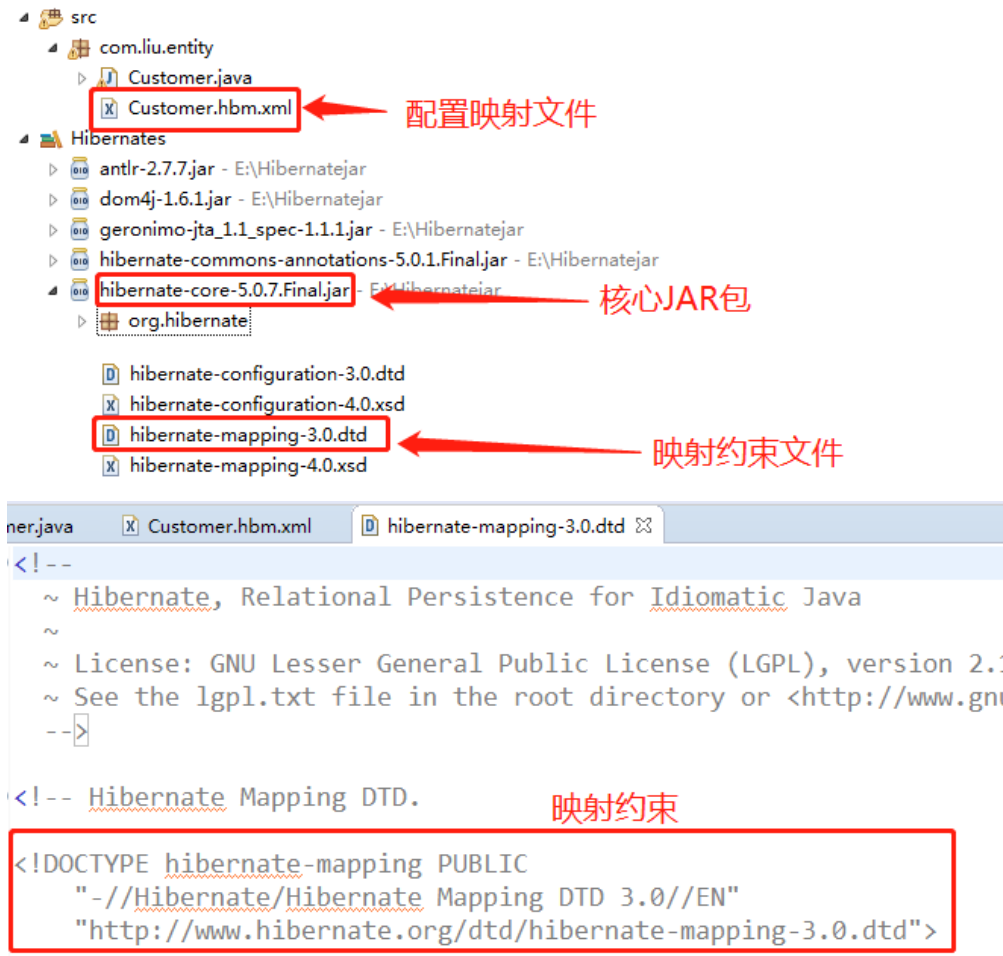 src
com.liu.entity
Customer.java
Customer.hbm.xml
配置映射文件
Hibernates
antlr-2.7.7.jar - E:\Hibernatejar
dom4j-1.6.1.jar - E:\Hibernatejar
geronimo-jta_1.1_spec-1.1.1.jar - E:\Hibernatejar
hibernate-commons-annotations-5.0.1.Final.jar - E:\Hibernatejar
hibernate-core-5.0.7.Final.jar - E:\Hibernatejar
核心JAR包
org.hibernate
hibernate-configuration-3.0.dtd
hibernate-configuration-4.0.xsd
hibernate-mapping-3.0.dtd
映射约束文件
hibernate-mapping-4.0.xsd
mer.java Customer.hbm.xml hibernate-mapping-3.0.dtd
<!--
~ Hibernate, Relational Persistence for Idiomatic Java
~
~ License: GNU Lesser General Public License (LGPL), version 2.1
~ See the lgpl.txt file in the root directory or <http://www.gnu
-->
<!-- Hibernate Mapping DTD.
映射约束
<!DOCTYPE hibernate-mapping PUBLIC
"-//Hibernate/Hibernate Mapping DTD 3.0//EN"
"http://www.hibernate.org/dtd/hibernate-mapping-3.0.dtd">